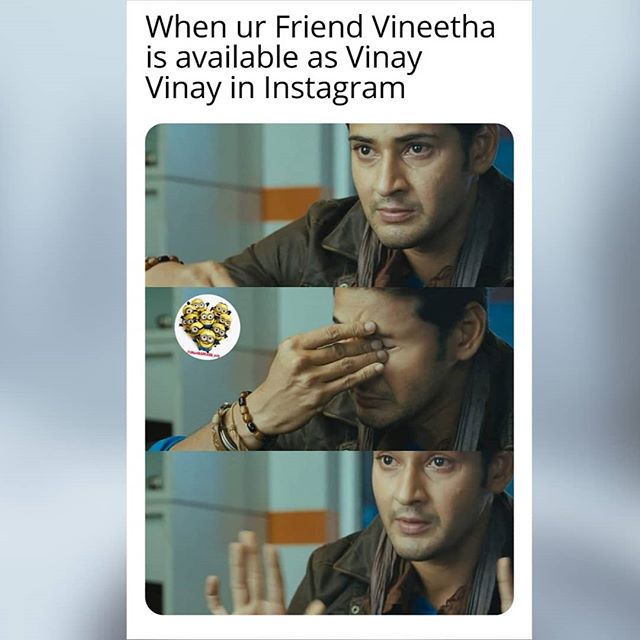 When ur Friend Vineetha
is available as Vinay
Vinay in Instagram